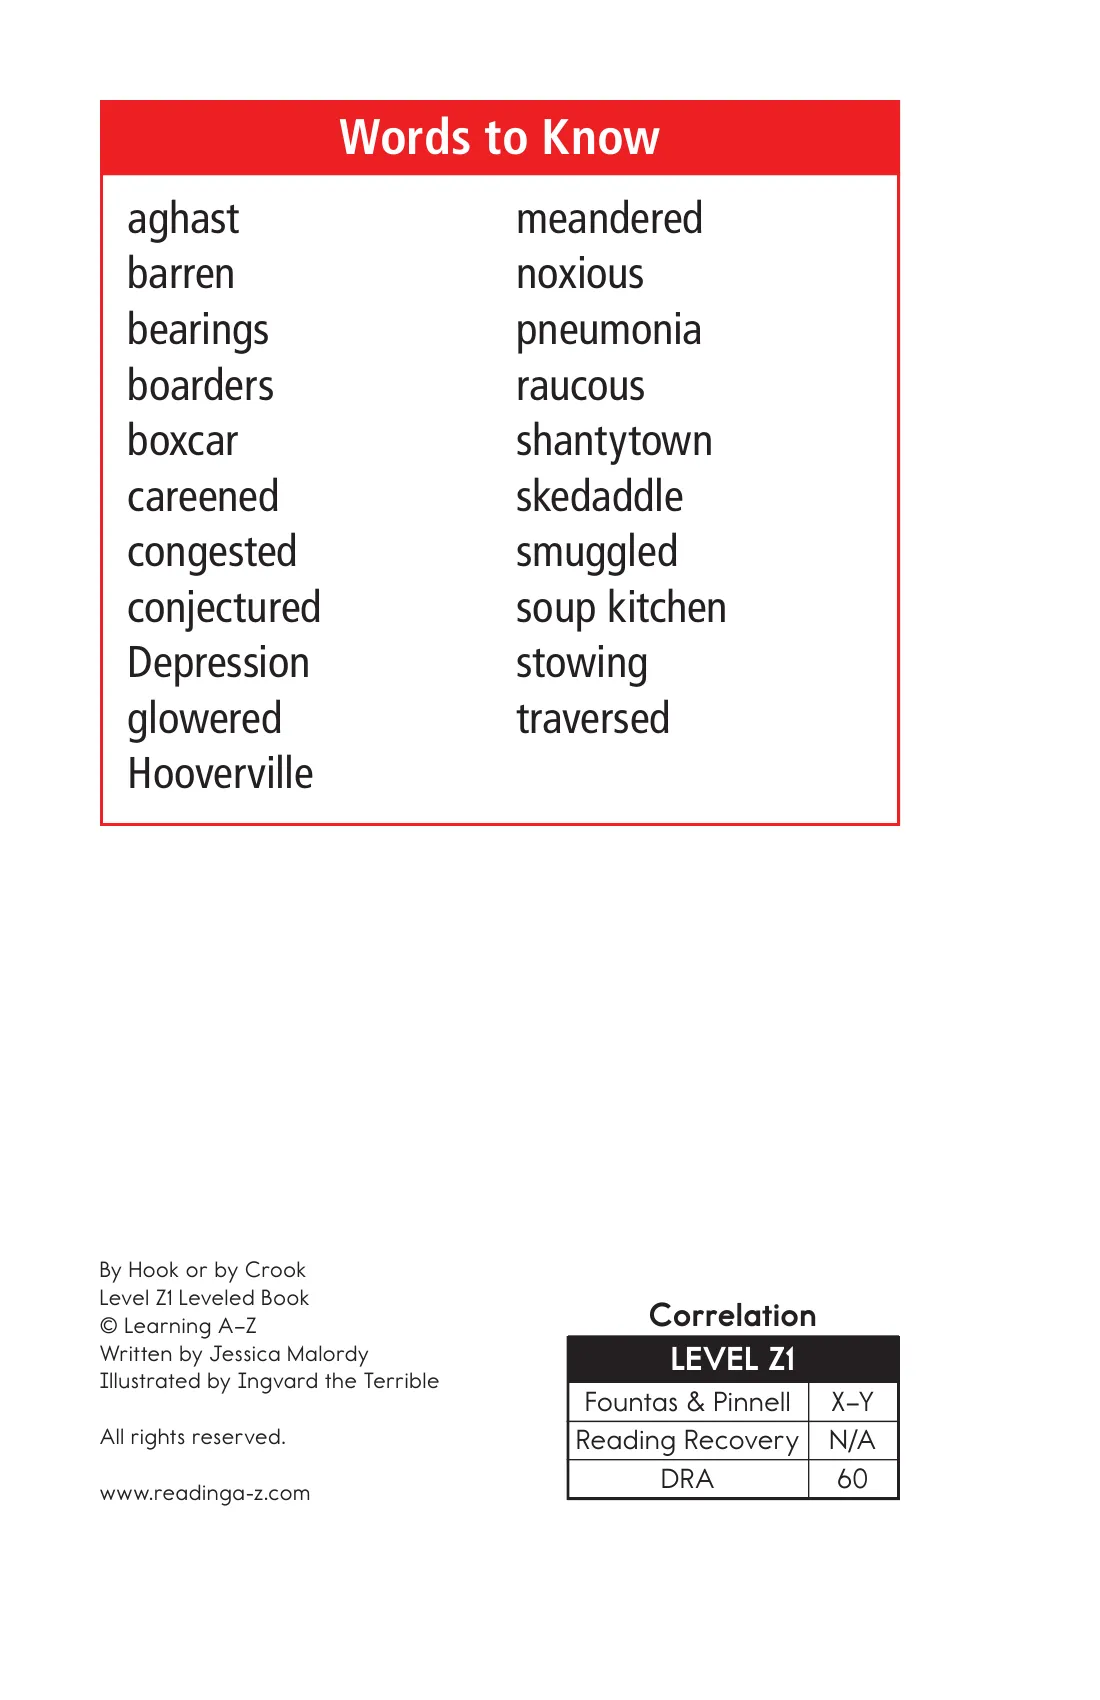 Words to Know
aghast
barren
bearings
boarders
boxcar
careened
congested
conjectured
Depression
glowered
Hooverville
meandered
noxious
pneumonia
raucous
shantytown
skedaddle
smuggled
soup kitchen
stowing
traversed
By Hook or by Crook
Level Z1 Leveled Book
© Learning A–Z
Written by Jessica Malordy
Illustrated by Ingvard the Terrible
All rights reserved.
www.readinga-z.com
Correlation
LEVEL Z1
Fountas & Pinnell X–Y
Reading Recovery N/A
DRA 60